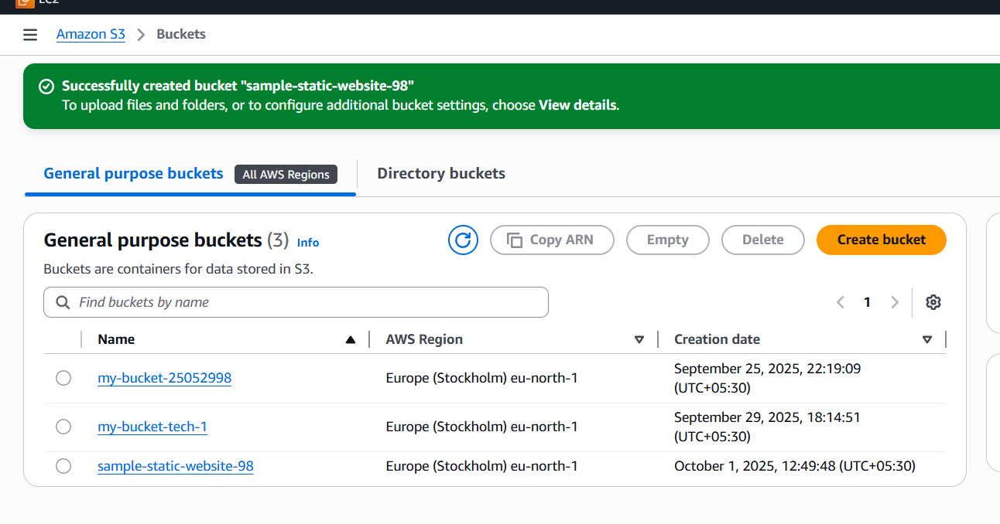 EC2
Amazon S3 > Buckets
Successfully created bucket "sample-static-website-98"
To upload files and folders, or to configure additional bucket settings, choose View details.
General purpose buckets All AWS Regions Directory buckets
General purpose buckets (3) Info
Copy ARN Empty Delete Create bucket
Buckets are containers for data stored in S3.
Find buckets by name
1
Name AWS Region Creation date
my-bucket-25052998 Europe (Stockholm) eu-north-1 September 25, 2025, 22:19:09
(UTC+05:30)
my-bucket-tech-1 Europe (Stockholm) eu-north-1 September 29, 2025, 18:14:51
(UTC+05:30)
sample-static-website-98 Europe (Stockholm) eu-north-1 October 1, 2025, 12:49:48 (UTC+05:30)